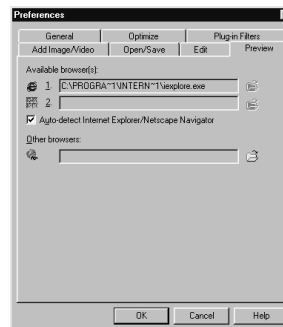 Preferences
General Optimize Plug-in Filters
Add Image/Video Open/Save Edit Preview
Available browser(s):
1. C:\PROGRA~1\INTERN~1\iexplore.exe
2.
Auto-detect Internet Explorer/Netscape Navigator
Other browsers:
OK Cancel Help